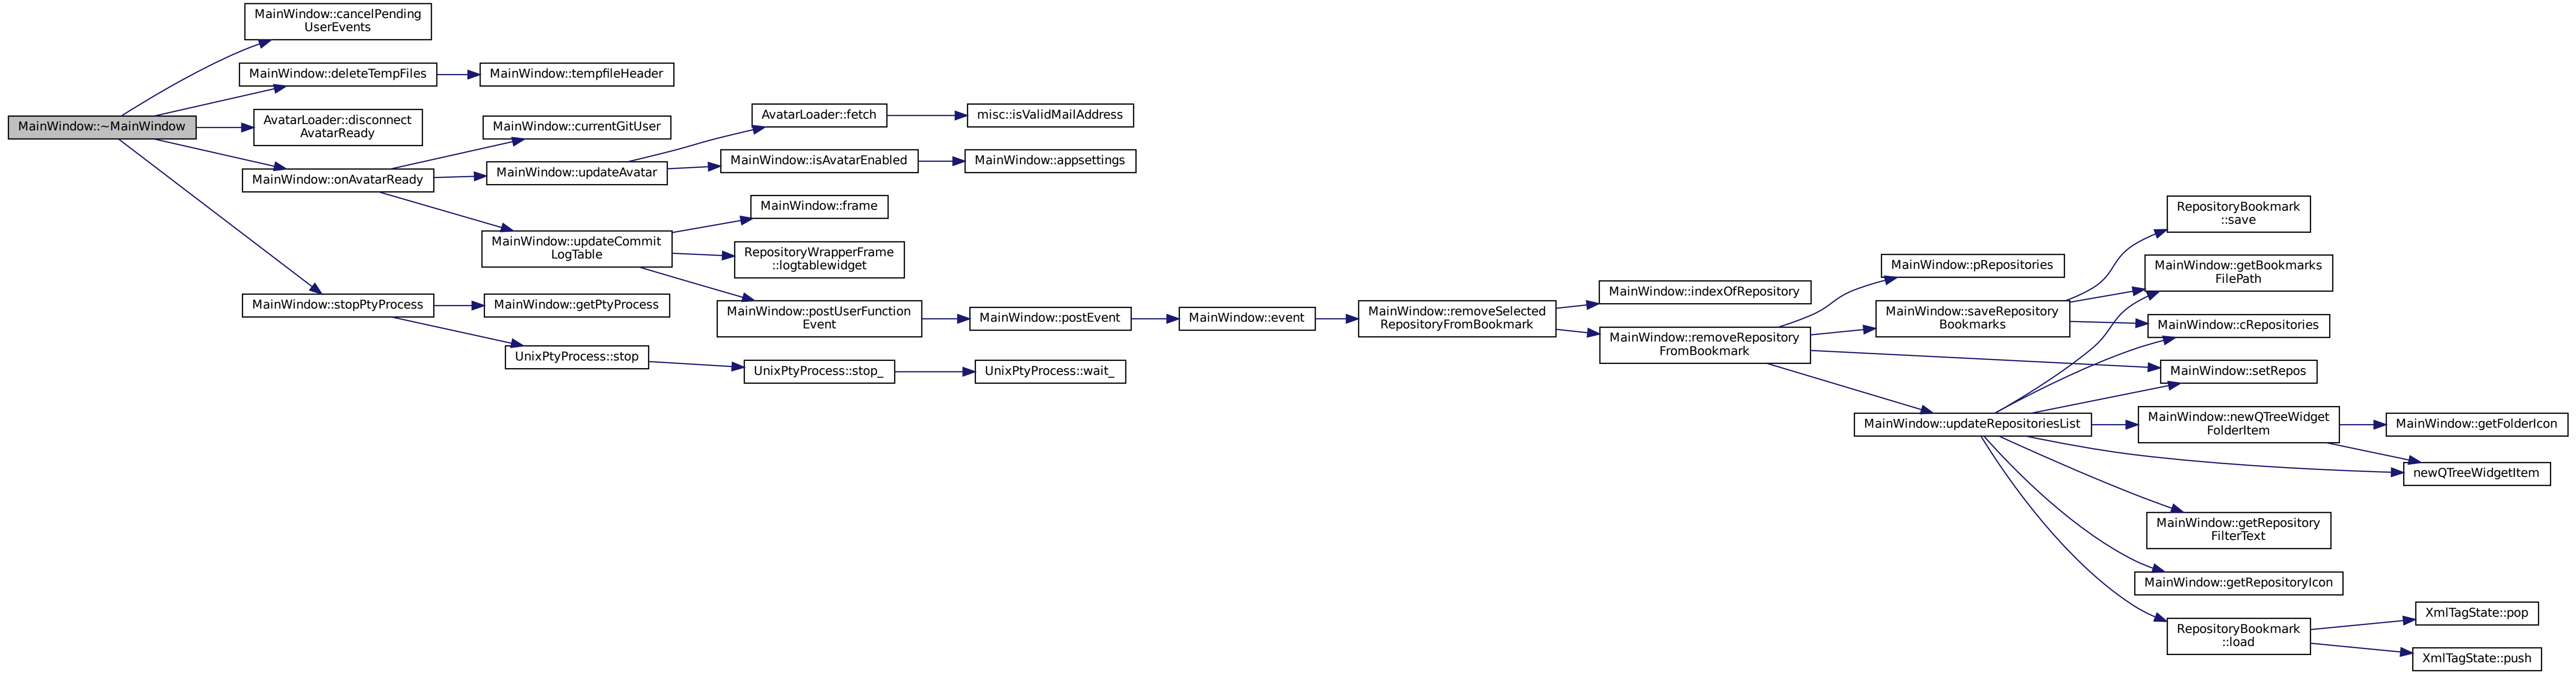 MainWindow::~MainWindow
MainWindow::cancelPending
UserEvents
MainWindow::deleteTempFiles
MainWindow::tempfileHeader
AvatarLoader::disconnect
AvatarReady
MainWindow::onAvatarReady
MainWindow::currentGitUser
MainWindow::updateAvatar
AvatarLoader::fetch
misc::isValidMailAddress
MainWindow::isAvatarEnabled
MainWindow::appsettings
MainWindow::updateCommit
LogTable
MainWindow::frame
RepositoryWrapperFrame
::logtablewidget
MainWindow::postUserFunction
Event
MainWindow::postEvent
MainWindow::event
MainWindow::removeSelected
RepositoryFromBookmark
MainWindow::indexOfRepository
MainWindow::removeRepository
FromBookmark
MainWindow::pRepositories
MainWindow::saveRepository
Bookmarks
RepositoryBookmark
::save
MainWindow::getBookmarks
FilePath
MainWindow::cRepositories
MainWindow::setRepos
MainWindow::updateRepositoriesList
MainWindow::newQTreeWidget
FolderItem
MainWindow::getFolderIcon
newQTreeWidgetItem
MainWindow::getRepository
FilterText
MainWindow::getRepositoryIcon
RepositoryBookmark
::load
XmlTagState::pop
XmlTagState::push
MainWindow::stopPtyProcess
MainWindow::getPtyProcess
UnixPtyProcess::stop
UnixPtyProcess::stop_
UnixPtyProcess::wait_